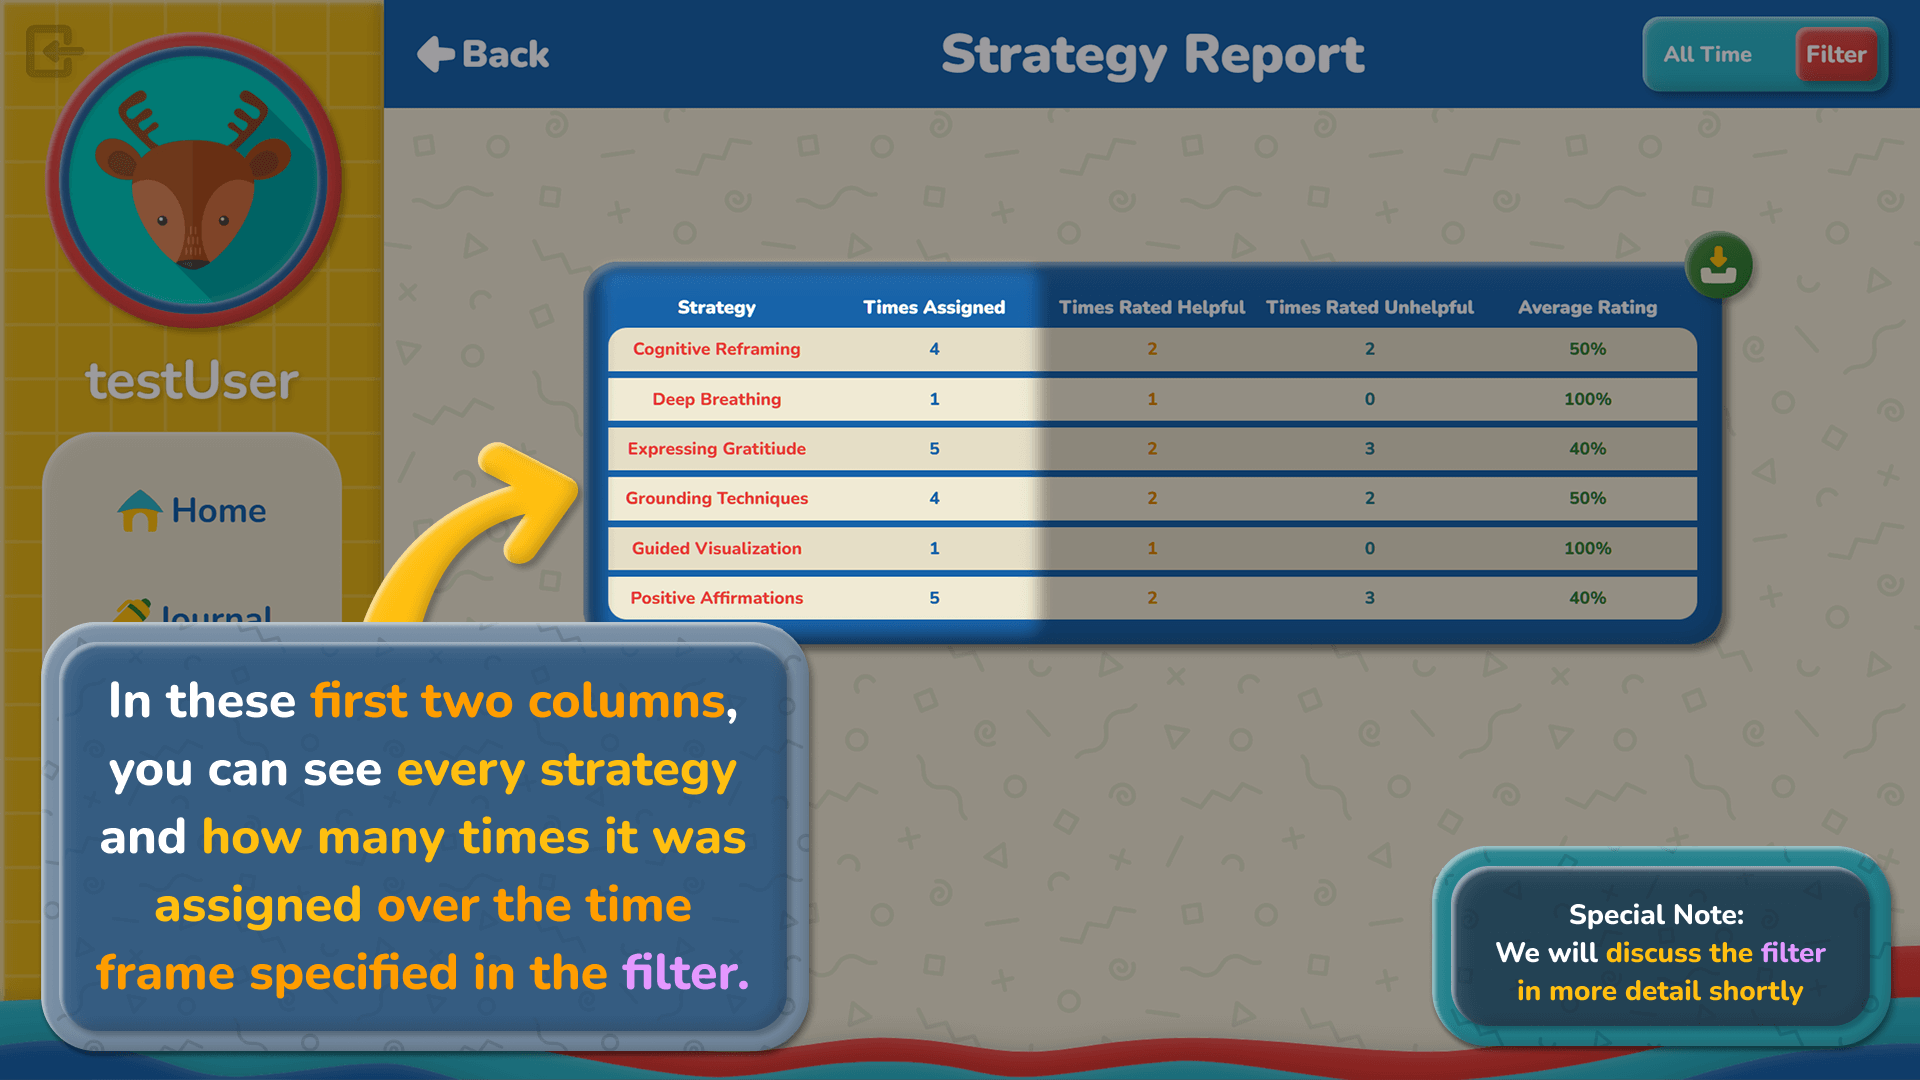 Back
Strategy Report
All Time
Filter
testUser
Home
Journal
Strategy Times Assigned Times Rated Helpful Times Rated Unhelpful Average Rating
Cognitive Reframing 4 2 2 50%
Deep Breathing 1 1 0 100%
Expressing Gratitiude 5 2 3 40%
Grounding Techniques 4 2 2 50%
Guided Visualization 1 1 0 100%
Positive Affirmations 5 2 3 40%
In these first two columns,
you can see every strategy
and how many times it was
assigned over the time
frame specified in the filter.
Special Note:
We will discuss the filter
in more detail shortly